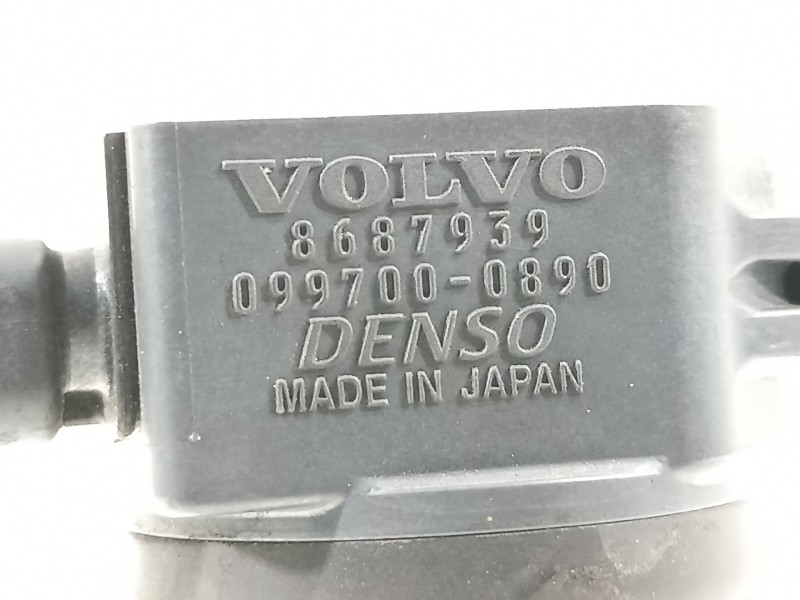 VOLVO
8687939
099700-0890
DENSO
MADE IN JAPAN